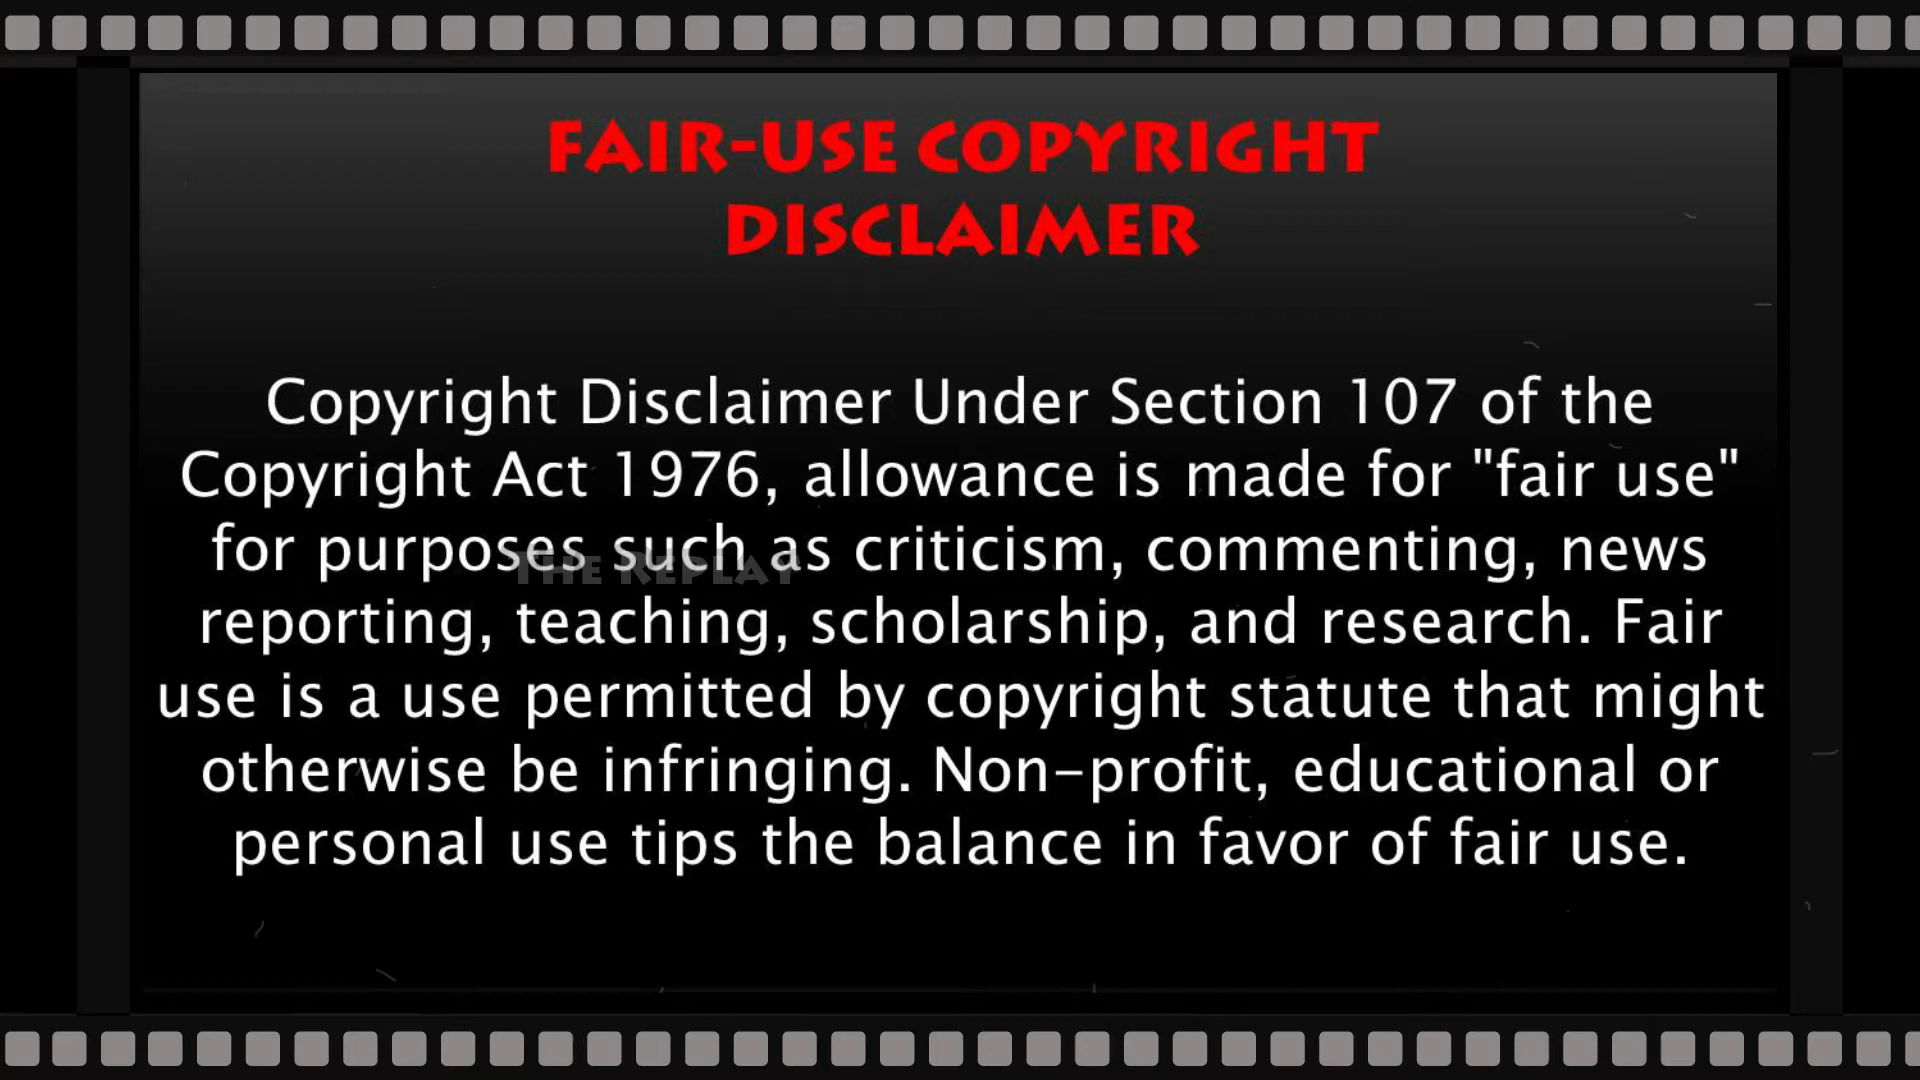 FAIR-USE COPYRIGHT
DISCLAIMER
Copyright Disclaimer Under Section 107 of the
Copyright Act 1976, allowance is made for "fair use"
for purposes such as criticism, commenting, news
The Replay
reporting, teaching, scholarship, and research. Fair
use is a use permitted by copyright statute that might
otherwise be infringing. Non-profit, educational or
personal use tips the balance in favor of fair use.